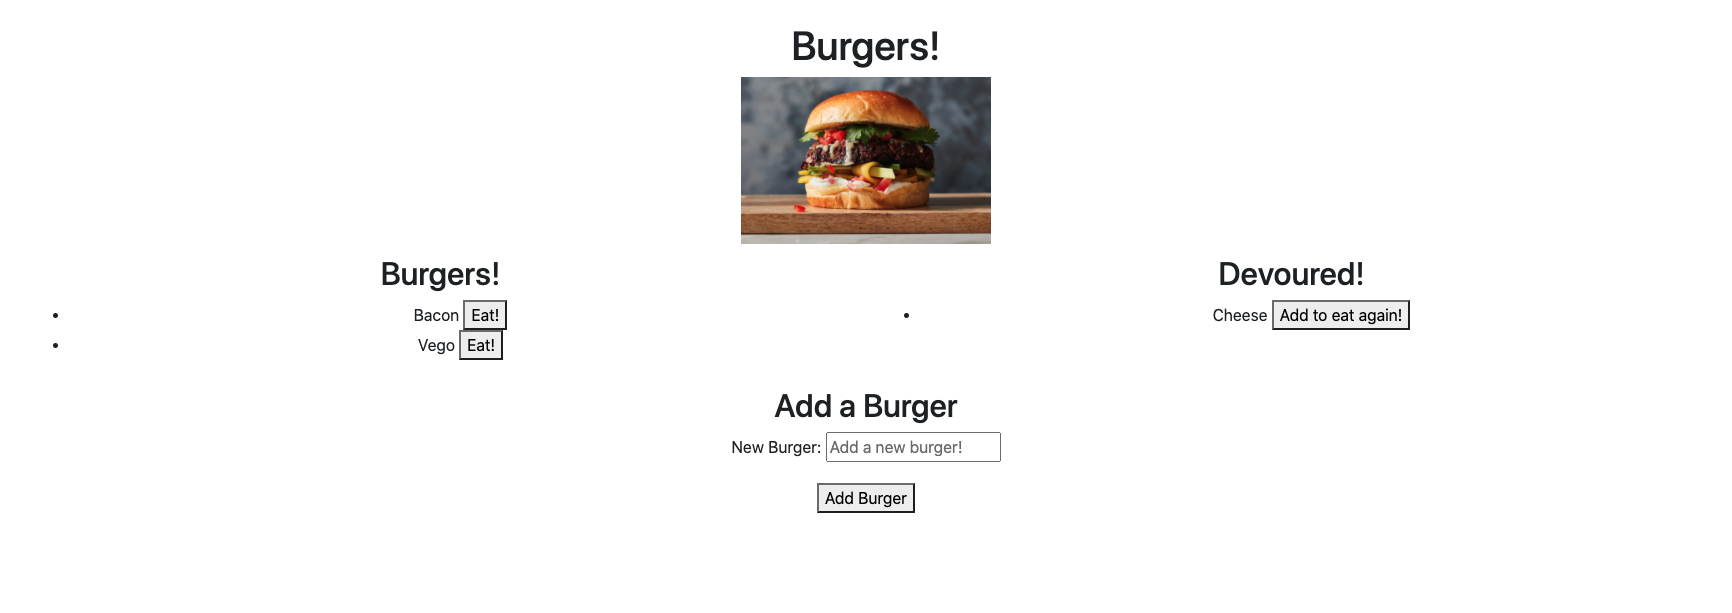 Burgers!
Burgers!
Bacon Eat!
Vego Eat!
Devoured!
Cheese Add to eat again!
Add a Burger
New Burger: Add a new burger!
Add Burger